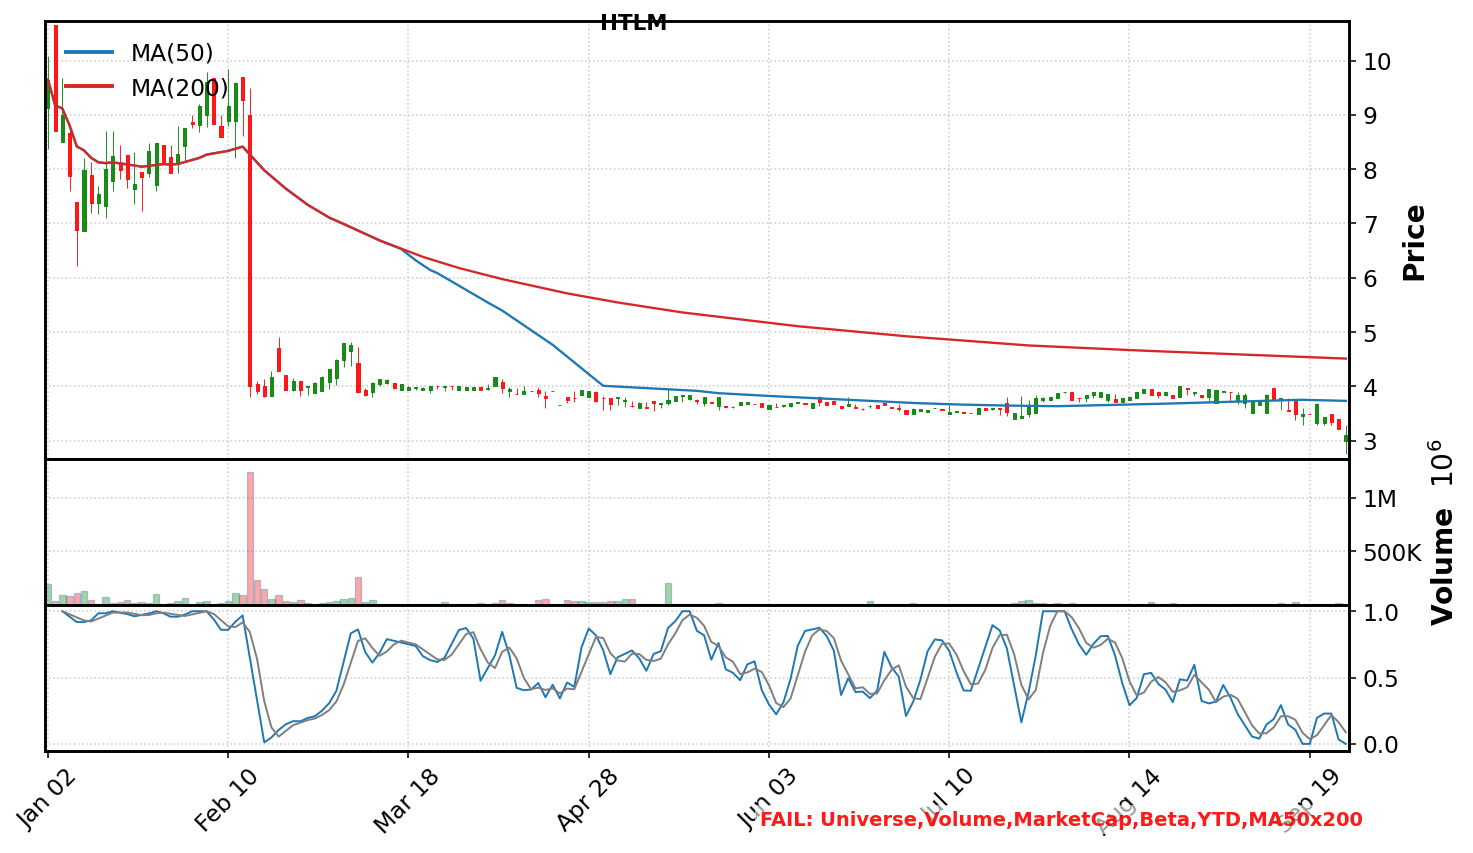 HTLM
MA(50)
MA(200)
10
9
8
7
6
5
4
3
Price
1M
500K
Volume 10^6
1.0
0.5
0.0
Jan 02
Feb 10
Mar 18
Apr 28
Jun 03
Jul 10
Aug 14
Sep 19
FAIL: Universe,Volume,MarketCap,Beta,YTD,MA50x200